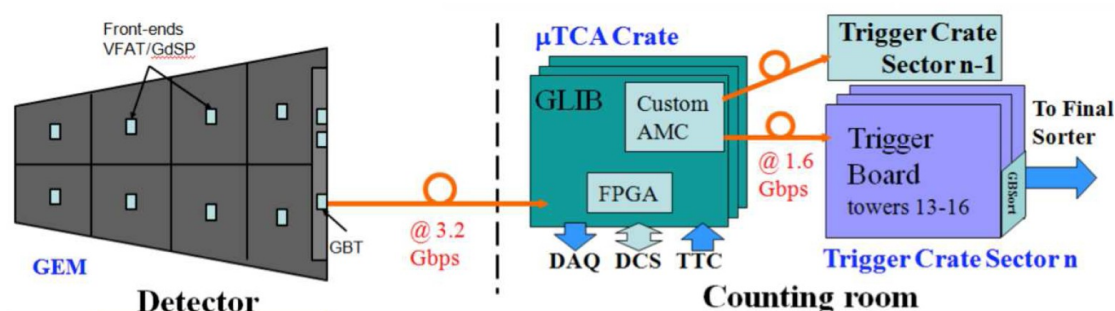 Front-ends
VFAT/GdSP
GEM
GBT
Detector
@ 3.2
Gbps
μTCA Crate
GLIB
Custom
AMC
FPGA
DAQ DCS TTC
@ 1.6
Gbps
Trigger Crate
Sector n-1
Trigger
Board
towers 13-16
GBSort
To Final
Sorter
Trigger Crate Sector n
Counting room